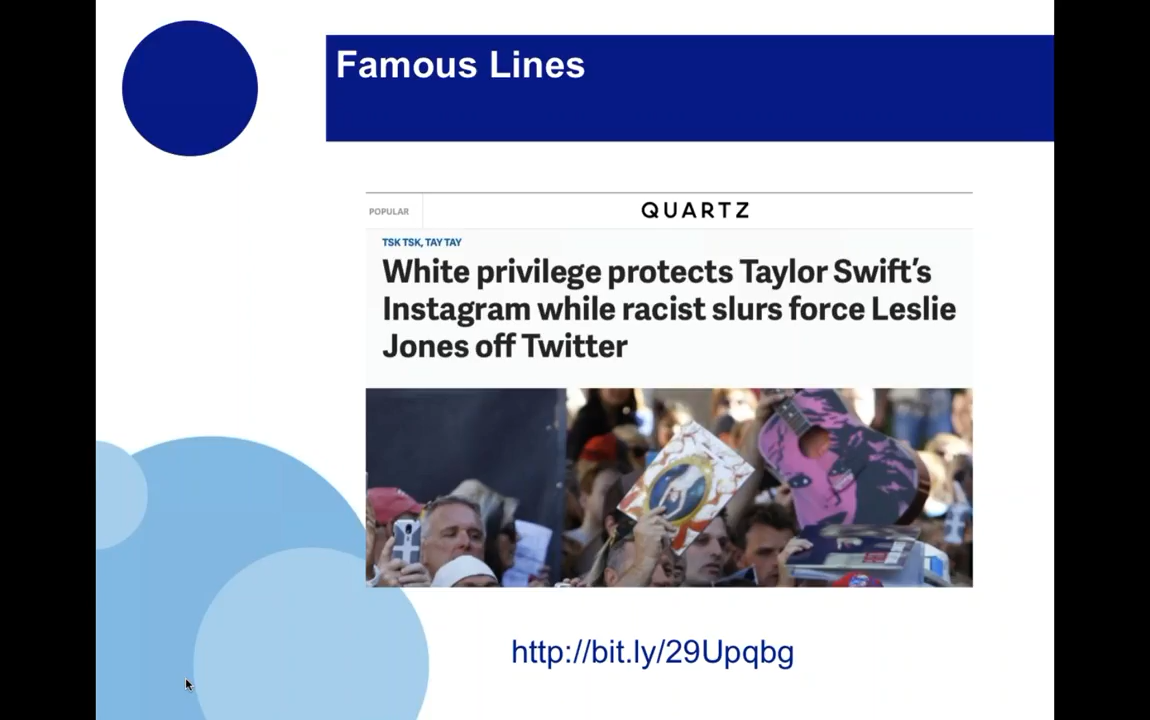 Famous Lines
POPULAR
QUARTZ
TSK TSK, TAY TAY
White privilege protects Taylor Swift's
Instagram while racist slurs force Leslie
Jones off Twitter
http://bit.ly/29Upqbg